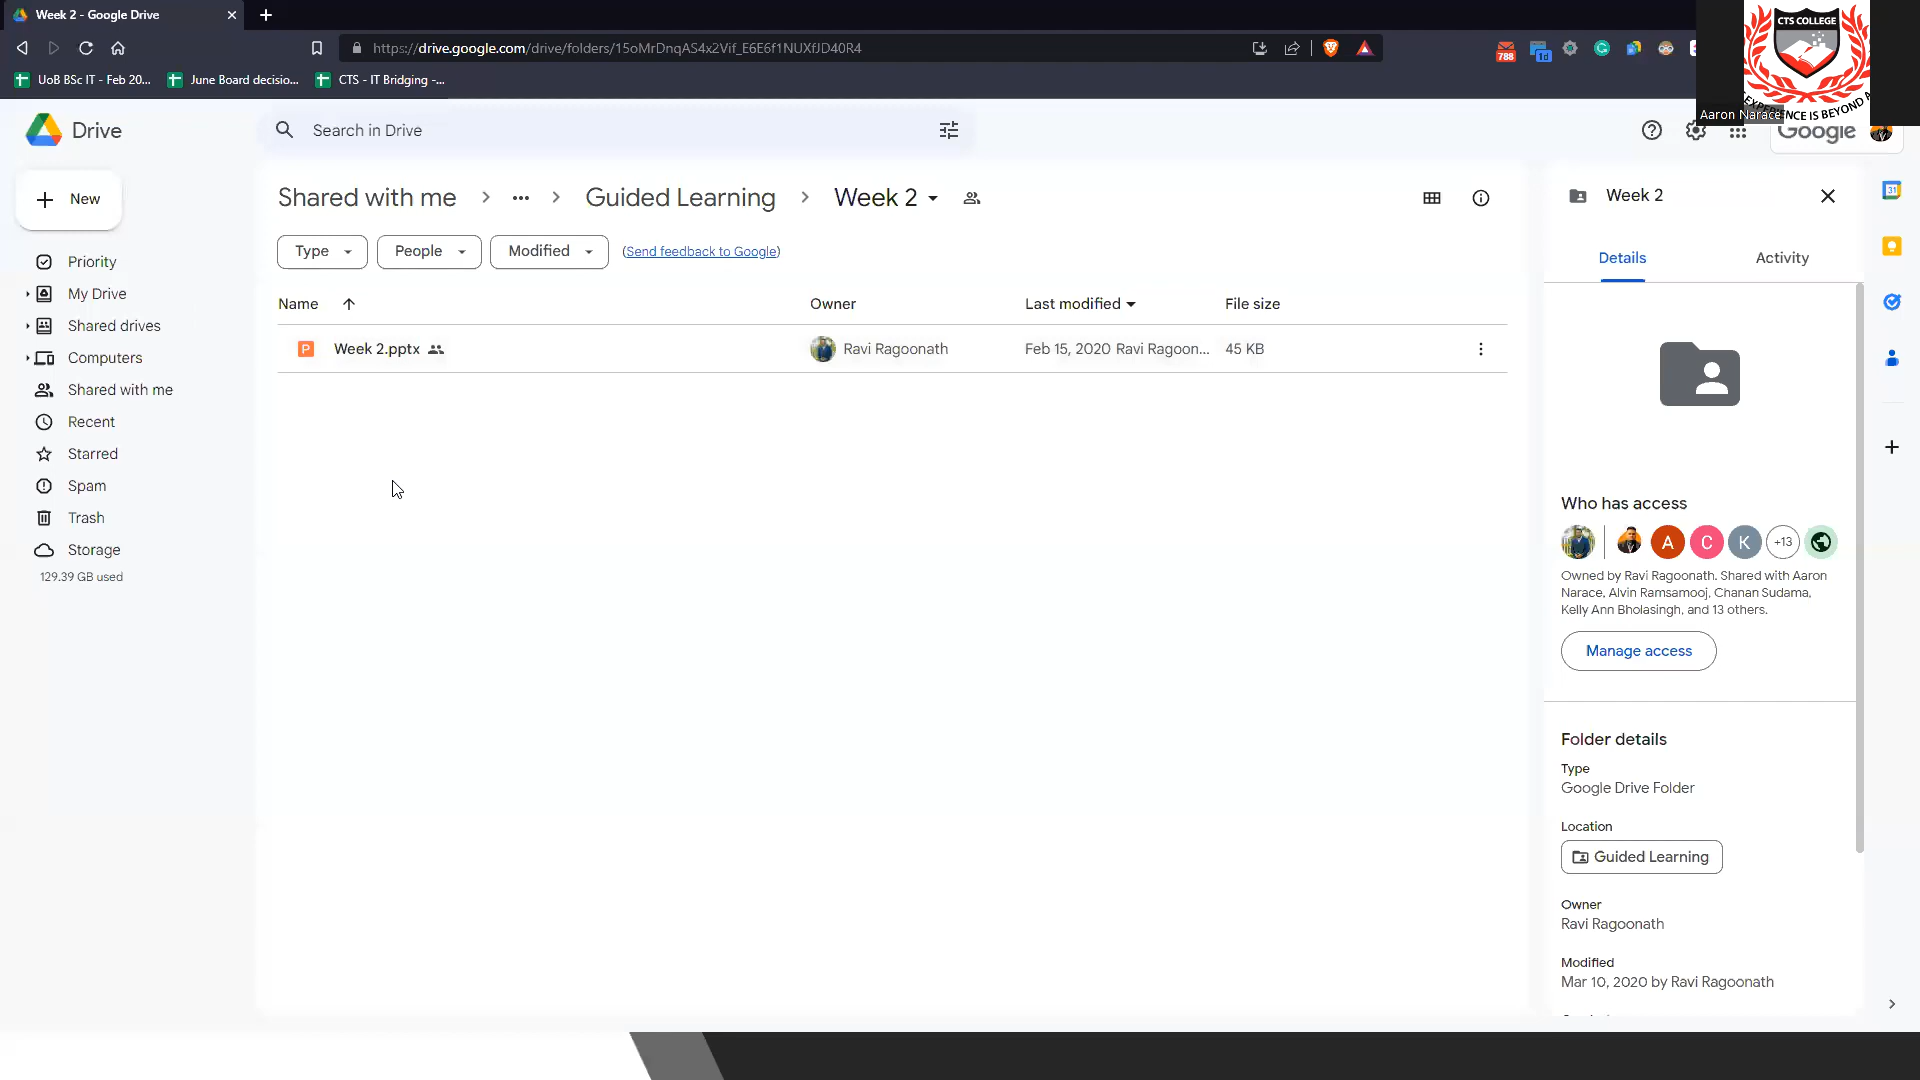 Week 2 - Google Drive
https://drive.google.com/drive/folders/15oMrDnqAS4x2Vif_E6E6f1NUXfJD40R4
788
1d
UoB BSc IT - Feb 20...
June Board decisio...
CTS - IT Bridging -...
CTS COLLEGE
Aaron Narace
Drive
Search in Drive
Google
New
Shared with me
Guided Learning
Week 2
Type
People
Modified
(Send feedback to Google)
Priority
My Drive
Shared drives
Computers
Shared with me
Recent
Starred
Spam
Trash
Storage
129.39 GB used
Name
Owner
Last modified
File size
P
Week 2.pptx
Ravi Ragoonath
Feb 15, 2020 Ravi Ragoon...
45 KB
Week 2
Details
Activity
Who has access
A
C
K
+13
Owned by Ravi Ragoonath. Shared with Aaron
Narace, Alvin Ramsamooj, Chanan Sudama,
Kelly Ann Bholasingh, and 13 others.
Manage access
Folder details
Type
Google Drive Folder
Location
Guided Learning
Owner
Ravi Ragoonath
Modified
Mar 10, 2020 by Ravi Ragoonath
31